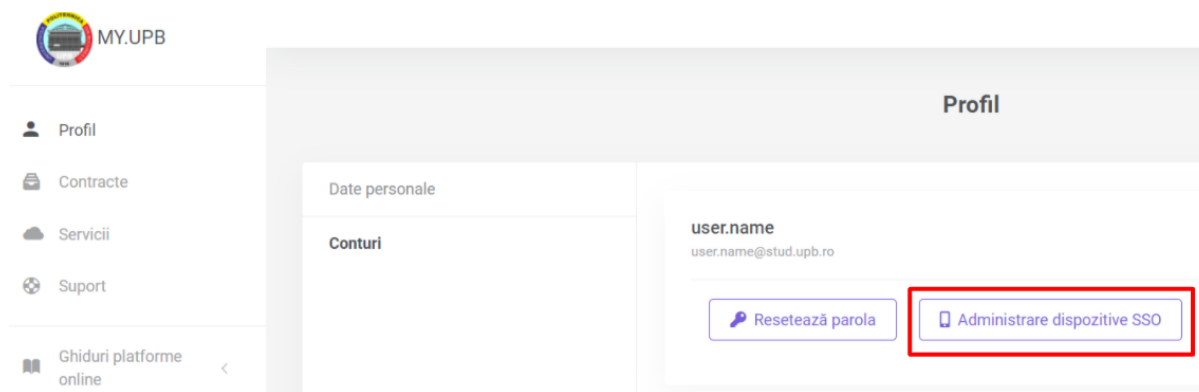 MY.UPB
Profil
Contracte
Servicii
Suport
Ghiduri platforme
online
Profil
Date personale
Conturi
user.name
user.name@stud.upb.ro
Resetează parola
Administrare dispozitive SSO